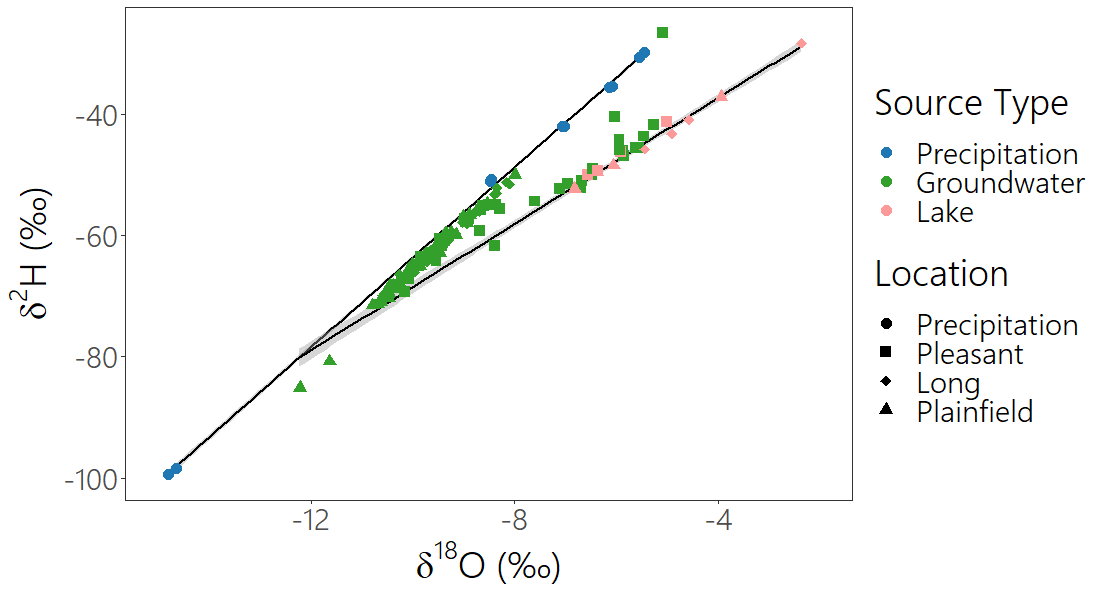 -40
-60
-80
-100
-12
-8
-4
δ²H (‰)
δ¹⁸O (‰)
Source Type
Precipitation
Groundwater
Lake
Location
Precipitation
Pleasant
Long
Plainfield